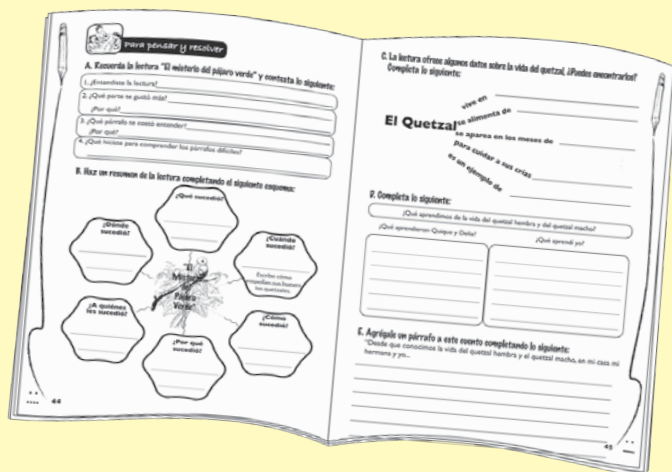 Para pensar y resolver
A. Recuerda la lectura "El misterio del pájaro verde" y contesta lo siguiente:
1. ¿Entendiste la lectura?
2. ¿Qué parte te gustó más?
¿Por qué?
3. ¿Qué párrafo te costó entender?
¿Por qué?
4. ¿Qué hiciste para comprender los párrafos difíciles?
B. Haz un resumen de la lectura completando el siguiente esquema:
¿Qué sucedió?
¿Dónde
sucedió?
¿Cuándo
sucedió?
Escribe cómo
los quetzales.
"El
Misterio
del
Pájaro
Verde"
¿A quiénes
les sucedió?
¿Cómo
sucedió?
¿Por qué
sucedió?
44
C. La lectura ofrece algunos datos sobre la vida del quetzal, ¿Puedes encontrarlos?
Completa lo siguiente:
El Quetzal
vive en
se alimenta de
se aparea en los meses de
para cuidar a sus crías
es un ejemplo de
D. Completa lo siguiente:
¿Qué aprendimos de la vida del quetzal hembra y del quetzal macho?
¿Qué aprendieron Quique y Delia?
¿Qué aprendí yo?
E. Agrégale un párrafo a este cuento completando lo siguiente:
"Desde que conocimos la vida del quetzal hembra y el quetzal macho, en mi casa mi
hermana y yo...
45